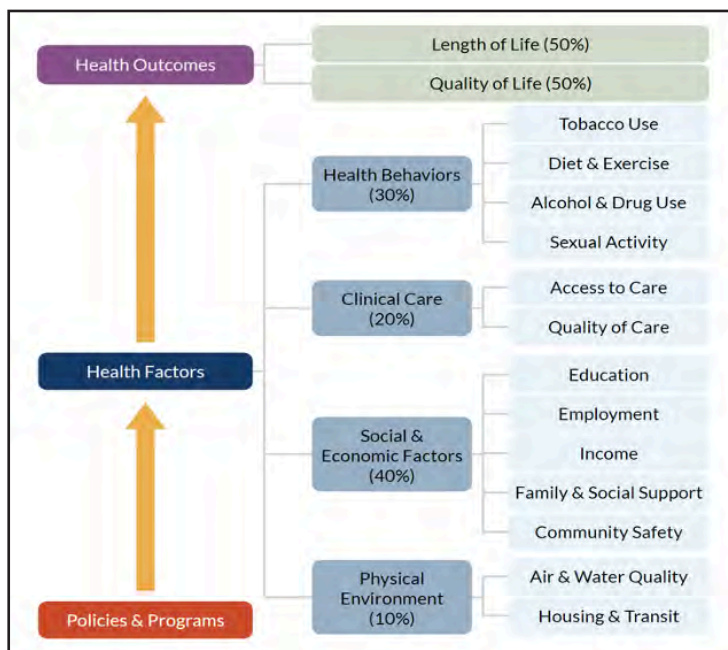 Health Outcomes
Length of Life (50%)
Quality of Life (50%)
Health Factors
Health Behaviors
(30%)
Tobacco Use
Diet & Exercise
Alcohol & Drug Use
Sexual Activity
Clinical Care
(20%)
Access to Care
Quality of Care
Social &
Economic Factors
(40%)
Education
Employment
Income
Family & Social Support
Community Safety
Physical
Environment
(10%)
Air & Water Quality
Housing & Transit
Policies & Programs